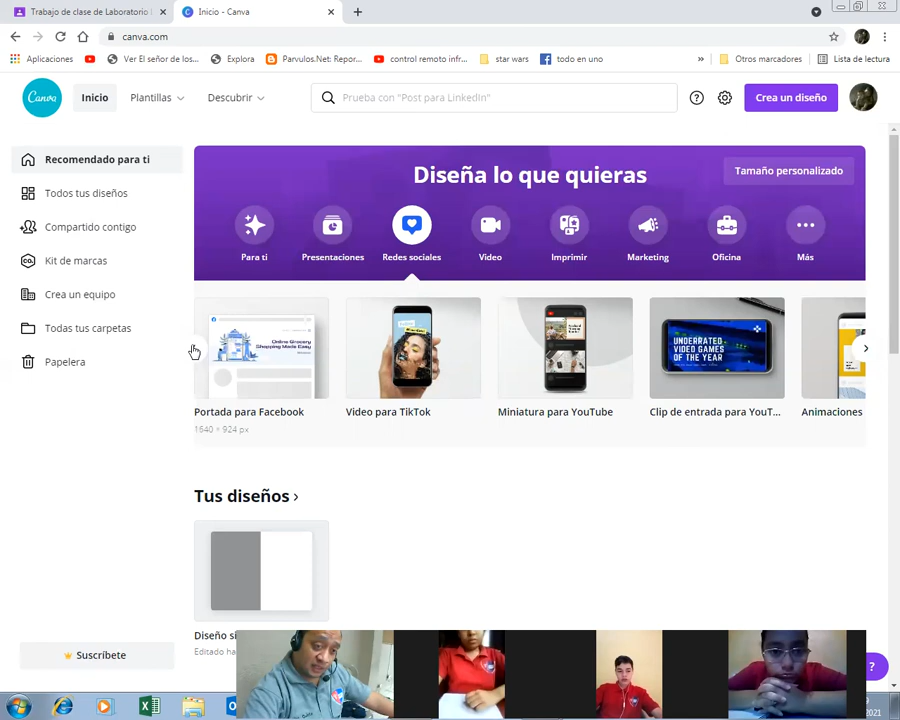 Trabajo de clase de Laboratorio
Inicio - Canva
canva.com
Aplicaciones
Ver El señor de los...
Explora
Parvulos.Net: Repor...
control remoto infr...
star wars
todo en uno
»
Otros marcadores
Lista de lectura
Canva
Inicio
Plantillas
Descubrir
Prueba con "Post para LinkedIn"
Crea un diseño
Recomendado para ti
Todos tus diseños
Compartido contigo
Kit de marcas
Crea un equipo
Todas tus carpetas
Papelera
Suscríbete
Diseña lo que quieras
Tamaño personalizado
Para ti
Presentaciones
Redes sociales
Video
Imprimir
Marketing
Oficina
Más
Online Grocery
Shopping Made Easy
UNDERRATED
VIDEO GAMES
OF THE YEAR
Portada para Facebook
1640 × 924 px
Video para TikTok
Miniatura para YouTube
Clip de entrada para YouT...
Animaciones
Tus diseños ›
Diseño si
Editado ha
?
2021